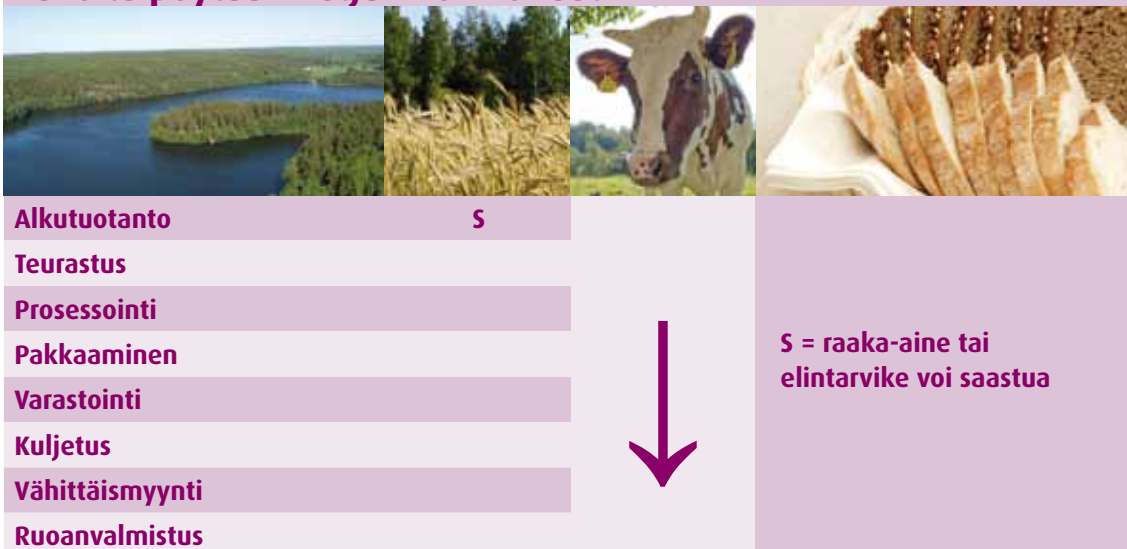 Alkutuotanto S
Teurastus
Prosessointi
Pakkaaminen
Varastointi
Kuljetus
Vähittäismyynti
Ruoanvalmistus
S = raaka-aine tai
elintarvike voi saastua